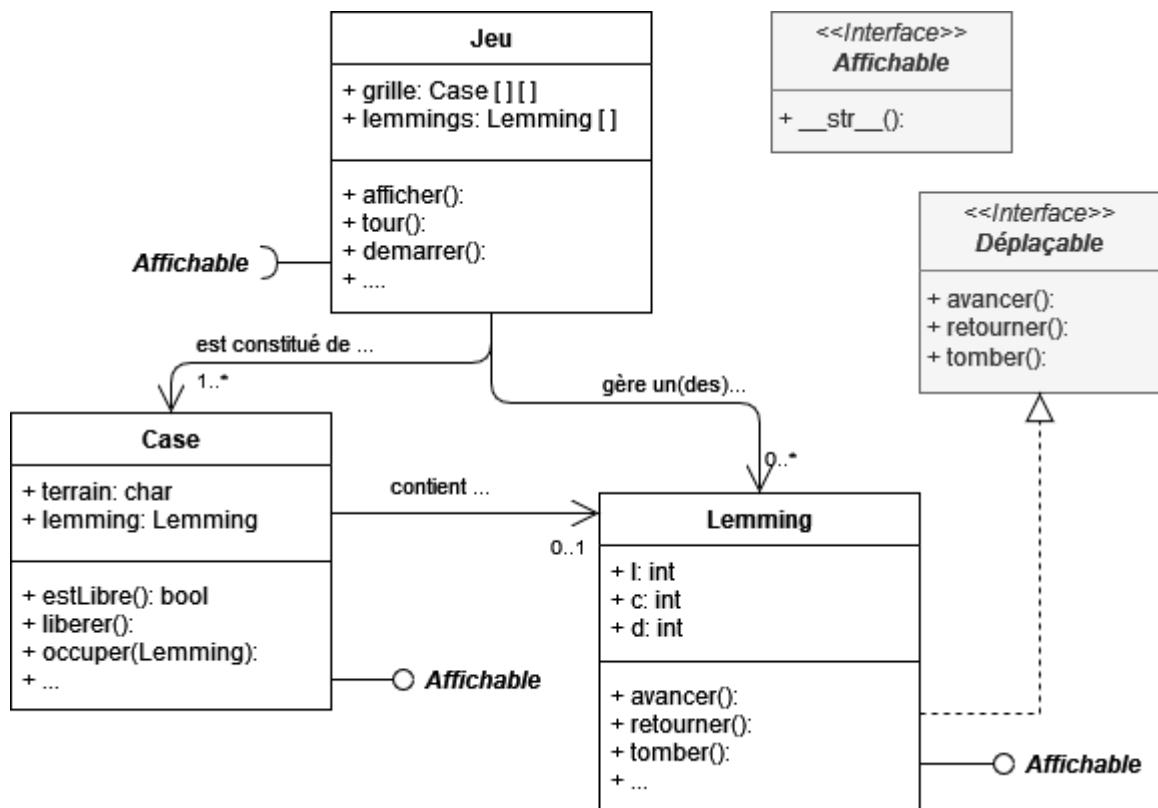 Jeu
+ grille: Case [ ] [ ]
+ lemmings: Lemming [ ]
+ afficher():
+ tour():
+ demarrer():
+ ....
Affichable
<<Interface>>
Affichable
+ __str__():
<<Interface>>
Déplaçable
+ avancer():
+ retourner():
+ tomber():
est constitué de ...
1..*
gère un(des)...
0..*
Case
+ terrain: char
+ lemming: Lemming
+ estLibre(): bool
+ liberer():
+ occuper(Lemming):
+ ...
Affichable
contient ...
0..1
Lemming
+ l: int
+ c: int
+ d: int
+ avancer():
+ retourner():
+ tomber():
+ ...
Affichable